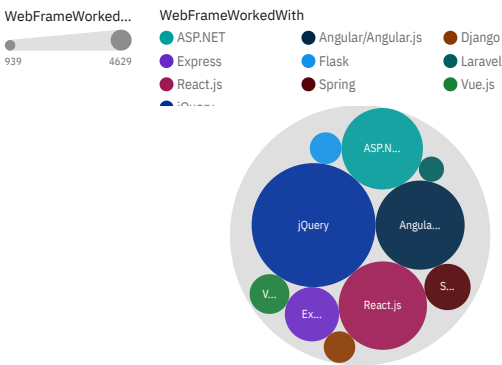 WebFrameWorked...
939 4629
WebFrameWorkedWith
ASP.NET Angular/Angular.js Django
Express Flask Laravel
React.js Spring Vue.js
jQuery
ASP.N...
jQuery Angula...
V... S...
Ex... React.js